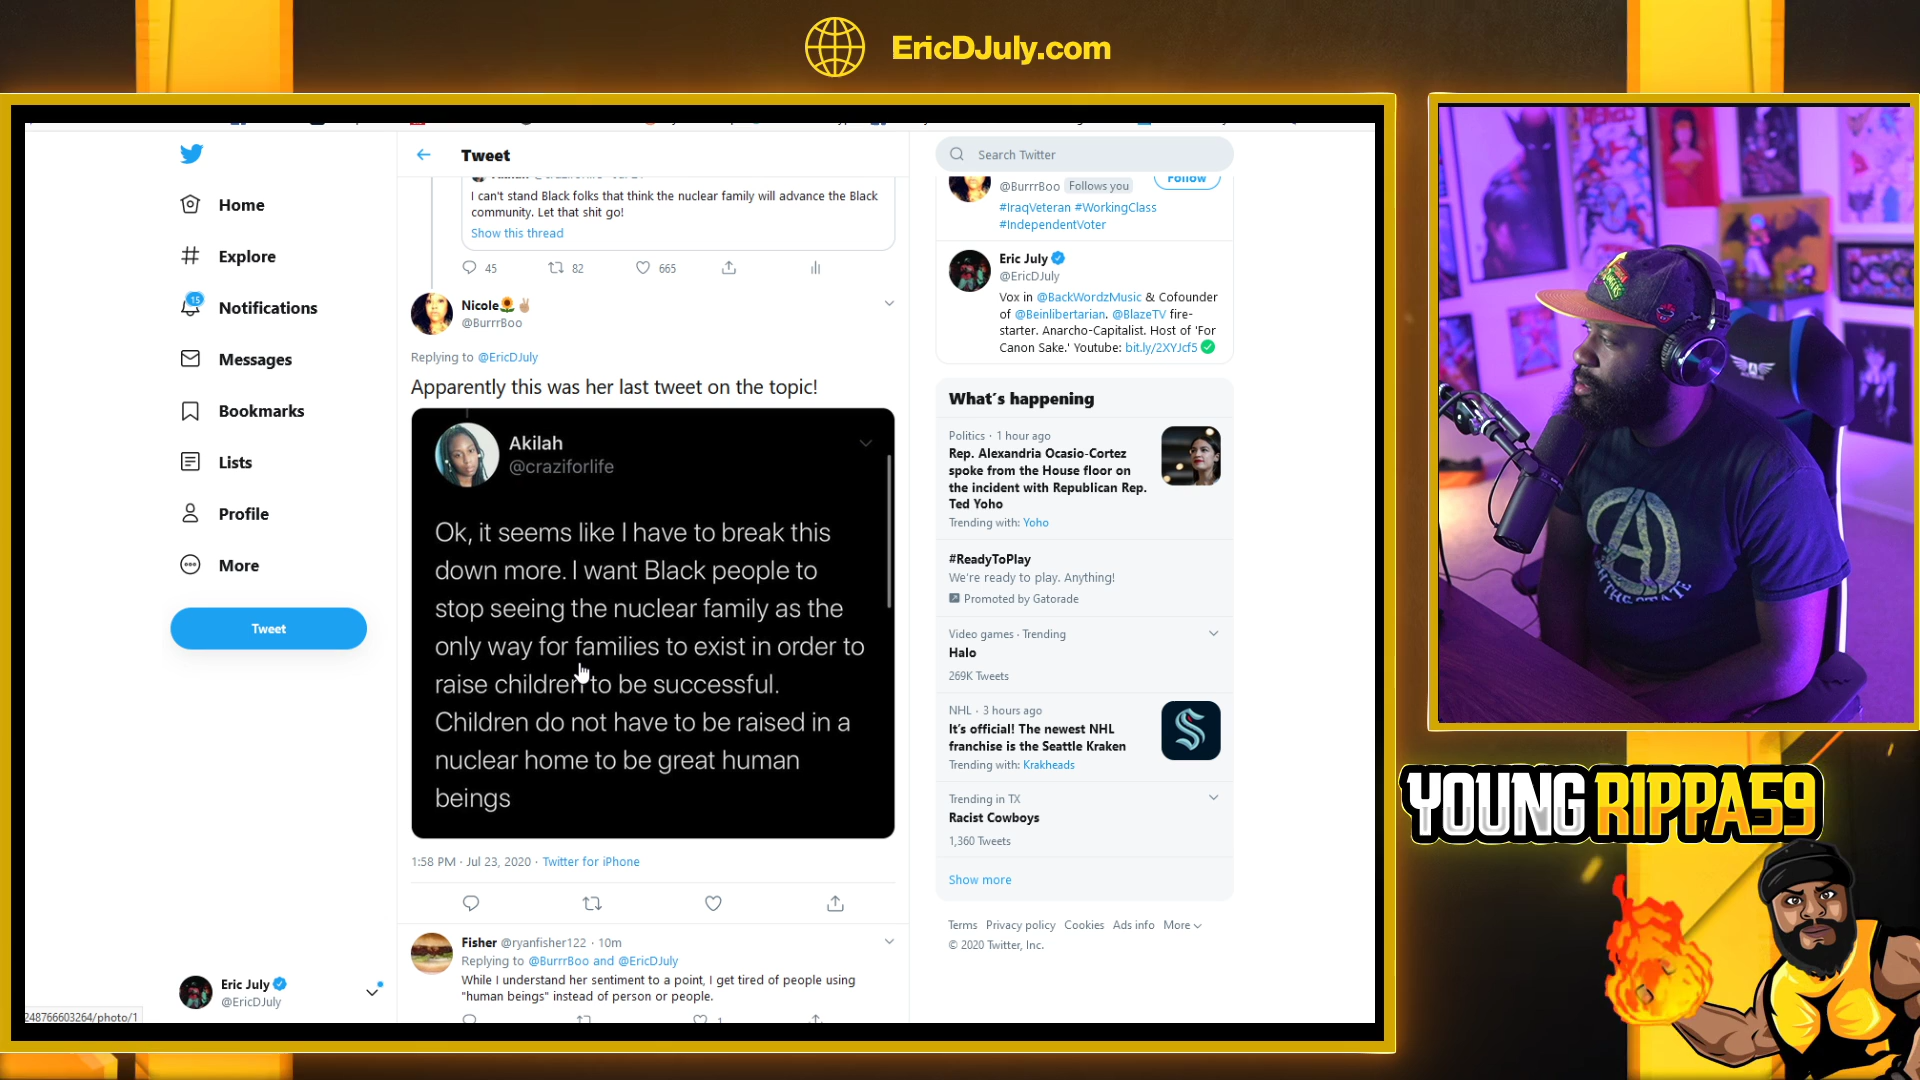 EricDJuly.com
Home
Explore
15
Notifications
Messages
Bookmarks
Lists
Profile
More
Tweet
Eric July
@EricDJuly
248766603264/photo/1
Tweet
I can't stand Black folks that think the nuclear family will advance the Black
community. Let that shit go!
Show this thread
45 82 665
Nicole
@BurrrBoo
Replying to @EricDJuly
Apparently this was her last tweet on the topic!
Akilah
@craziforlife
Ok, it seems like I have to break this
down more. I want Black people to
stop seeing the nuclear family as the
only way for families to exist in order to
raise children to be successful.
Children do not have to be raised in a
nuclear home to be great human
beings
1:58 PM · Jul 23, 2020 · Twitter for iPhone
Fisher @ryanfisher122 · 10m
Replying to @BurrrBoo and @EricDJuly
While I understand her sentiment to a point, I get tired of people using
"human beings" instead of person or people.
1
Search Twitter
@BurrrBoo Follows you
Follow
#IraqVeteran #WorkingClass
#IndependentVoter
Eric July
@EricDJuly
Vox in @BackWordzMusic & Cofounder
of @Beinlibertarian. @BlazeTV fire-
starter. Anarcho-Capitalist. Host of 'For
Canon Sake.' Youtube: bit.ly/2XYJcf5
What's happening
Politics · 1 hour ago
Rep. Alexandria Ocasio-Cortez
spoke from the House floor on
the incident with Republican Rep.
Ted Yoho
Trending with: Yoho
#ReadyToPlay
We're ready to play. Anything!
Promoted by Gatorade
Video games · Trending
Halo
269K Tweets
NHL · 3 hours ago
It's official! The newest NHL
franchise is the Seattle Kraken
Trending with: Krakheads
Trending in TX
Racist Cowboys
1,360 Tweets
Show more
Terms Privacy policy Cookies Ads info More
© 2020 Twitter, Inc.
YOUNG RIPPA59